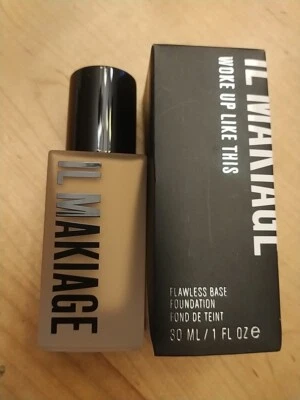 IL MAKIAGE
IL MAKIAGE
WOKE UP LIKE THIS
FLAWLESS BASE
FOUNDATION
FOND DE TEINT
30 ML/1 FL OZ℮